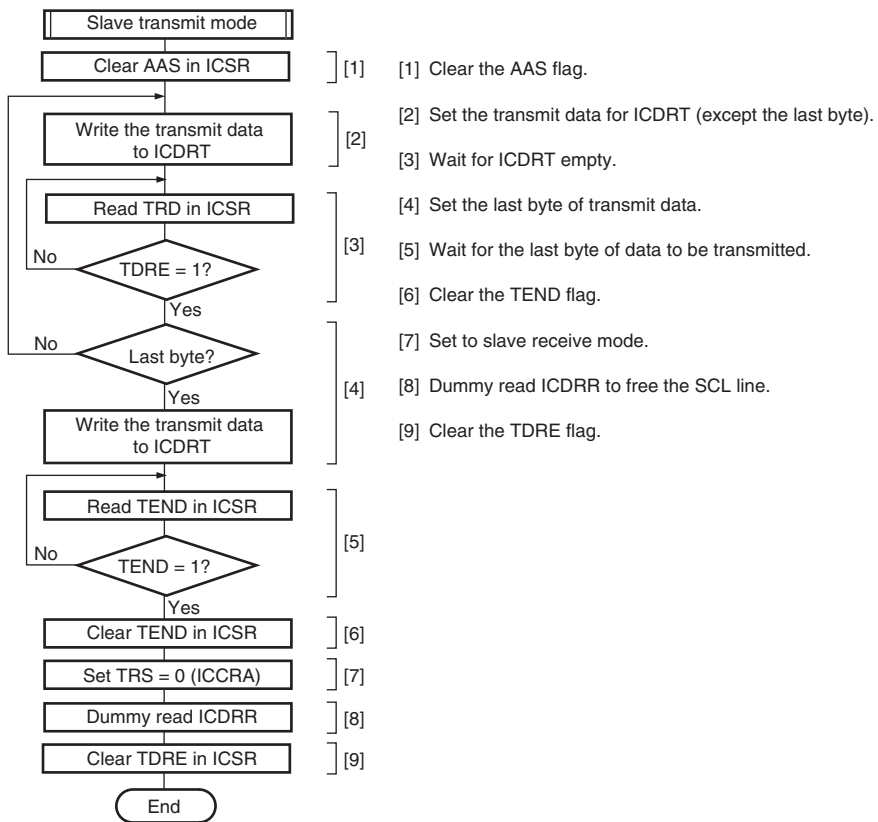 Slave transmit mode
Clear AAS in ICSR
[1]
[1] Clear the AAS flag.
[2] Set the transmit data for ICDRT (except the last byte).
Write the transmit data
to ICDRT
[2]
[3] Wait for ICDRT empty.
Read TRD in ICSR
[4] Set the last byte of transmit data.
No
TDRE = 1?
[3]
[5] Wait for the last byte of data to be transmitted.
[6] Clear the TEND flag.
Yes
No
Last byte?
[7] Set to slave receive mode.
[4]
[8] Dummy read ICDRR to free the SCL line.
Yes
Write the transmit data
to ICDRT
[9] Clear the TDRE flag.
Read TEND in ICSR
[5]
No
TEND = 1?
Yes
Clear TEND in ICSR
[6]
Set TRS = 0 (ICCRA)
[7]
Dummy read ICDRR
[8]
Clear TDRE in ICSR
[9]
End